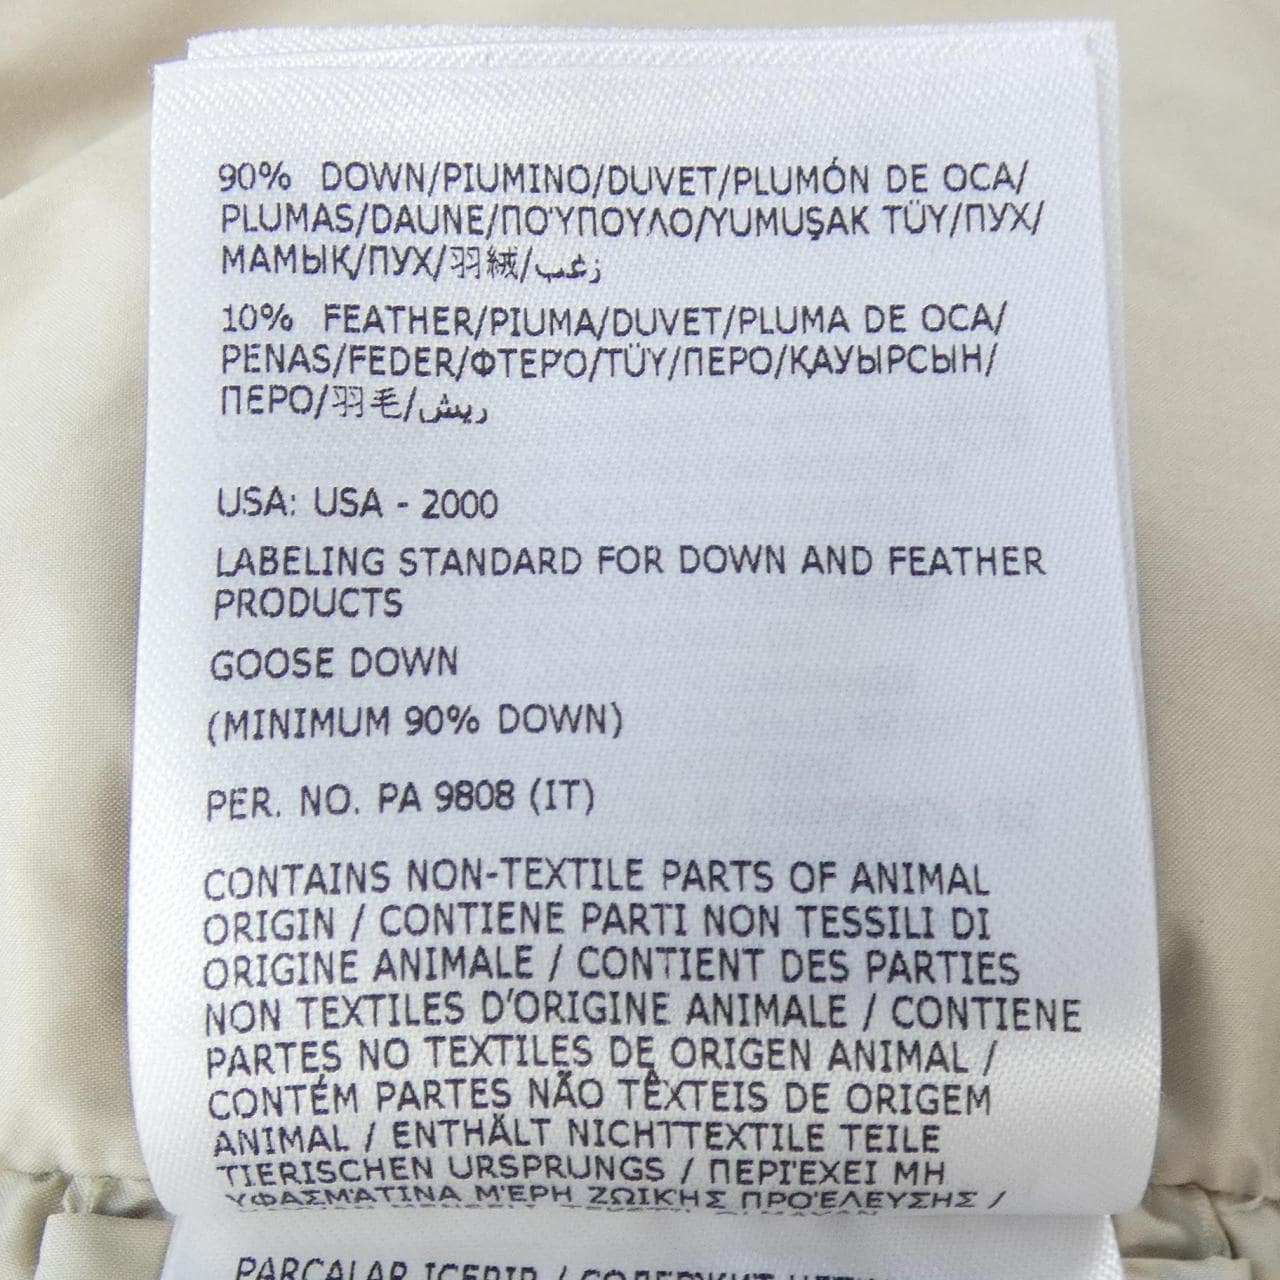 90% DOWN/PIUMINO/DUVET/PLUMÓN DE OCA/
PLUMAS/DAUNE/ΠΟΎΠΟΥΛΟ/YUMUŞAK TÜY/ПУХ/
МАМЫҚ/ПУХ/羽絨/زغب
10% FEATHER/PIUMA/DUVET/PLUMA DE OCA/
PENAS/FEDER/ΦΤΕΡΌ/TÜY/ПЕРО/ҚАУЫРСЫН/
ПЕРО/羽毛/ريش
USA: USA - 2000
LABELING STANDARD FOR DOWN AND FEATHER
PRODUCTS
GOOSE DOWN
(MINIMUM 90% DOWN)
PER. NO. PA 9808 (IT)
CONTAINS NON-TEXTILE PARTS OF ANIMAL
ORIGIN / CONTIENE PARTI NON TESSILI DI
ORIGINE ANIMALE / CONTIENT DES PARTIES
NON TEXTILES D'ORIGINE ANIMALE / CONTIENE
PARTES NO TEXTILES DE ORIGEN ANIMAL /
CONTÉM PARTES NÃO TÊXTEIS DE ORIGEM
ANIMAL / ENTHÄLT NICHTTEXTILE TEILE
TIERISCHEN URSPRUNGS / ΠΕΡΙΈΧΕΙ ΜΗ
ΥΦΑΣΜΆΤΙΝΑ ΜΈΡΗ ΖΩΙΚΉΣ ΠΡΟΈΛΕΥΣΗΣ /
PARÇALAR İÇERİR /